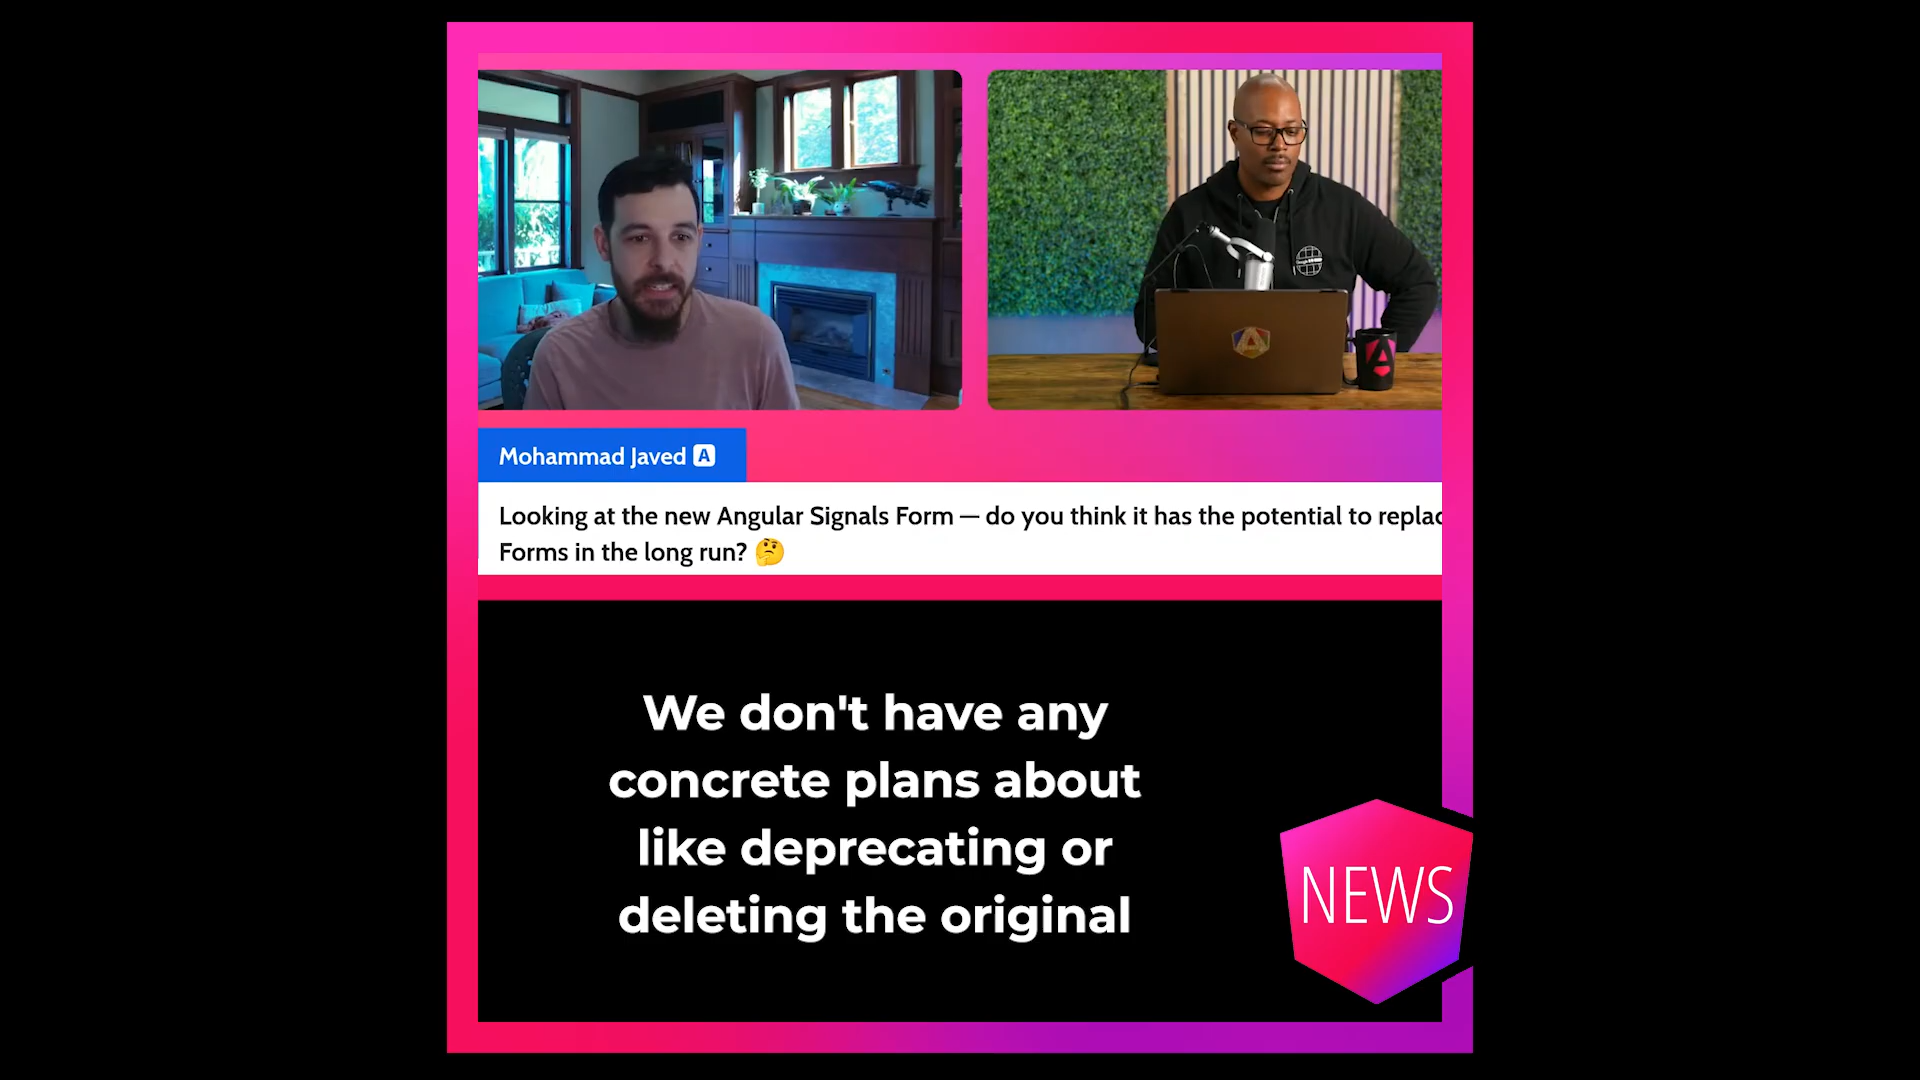 Mohammad Javed 🅰
Looking at the new Angular Signals Form — do you think it has the potential to
Forms in the long run? 🤔
We don't have any
concrete plans about
like deprecating or
deleting the original
NEWS